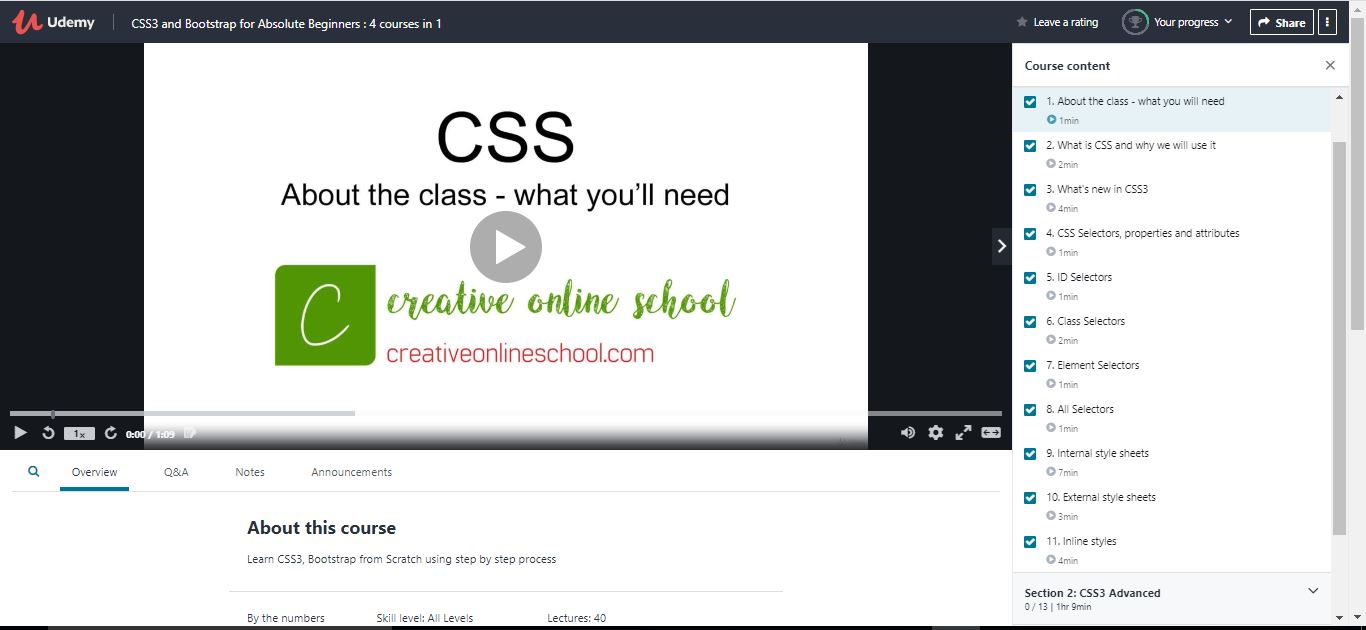 Udemy
CSS3 and Bootstrap for Absolute Beginners : 4 courses in 1
Leave a rating
Your progress
Share
CSS
About the class - what you'll need
C
creative online school
creativeonlineschool.com
1x
0:00 / 1:09
Course content
1. About the class - what you will need
1min
2. What is CSS and why we will use it
2min
3. What's new in CSS3
4min
4. CSS Selectors, properties and attributes
1min
5. ID Selectors
1min
6. Class Selectors
2min
7. Element Selectors
1min
8. All Selectors
1min
9. Internal style sheets
7min
10. External style sheets
3min
11. Inline styles
4min
Section 2: CSS3 Advanced
0 / 13 | 1hr 9min
Overview
Q&A
Notes
Announcements
About this course
Learn CSS3, Bootstrap from Scratch using step by step process
By the numbers
Skill level: All Levels
Lectures: 40